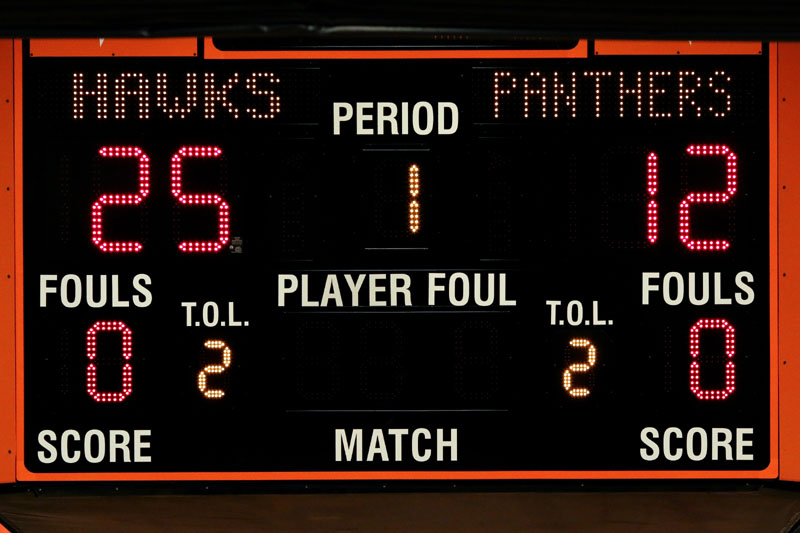 HAWKS PANTHERS
PERIOD
25 1 12
FOULS PLAYER FOUL FOULS
T.O.L. T.O.L.
0 2 2 0
SCORE MATCH SCORE